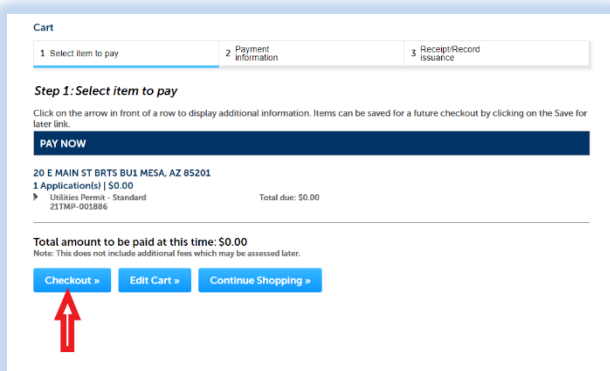 Cart
1 Select item to pay
2 Payment information
3 Receipt/Record issuance
Step 1: Select item to pay
Click on the arrow in front of a row to display additional information. Items can be saved for a future checkout by clicking on the Save for
later link.
PAY NOW
20 E MAIN ST BRTS BU1 MESA, AZ 85201
1 Application(s) | $0.00
Utilities Permit - Standard Total due: $0.00
21TMP-001886
Total amount to be paid at this time: $0.00
Note: This does not include additional fees which may be assessed later.
Checkout » Edit Cart » Continue Shopping »